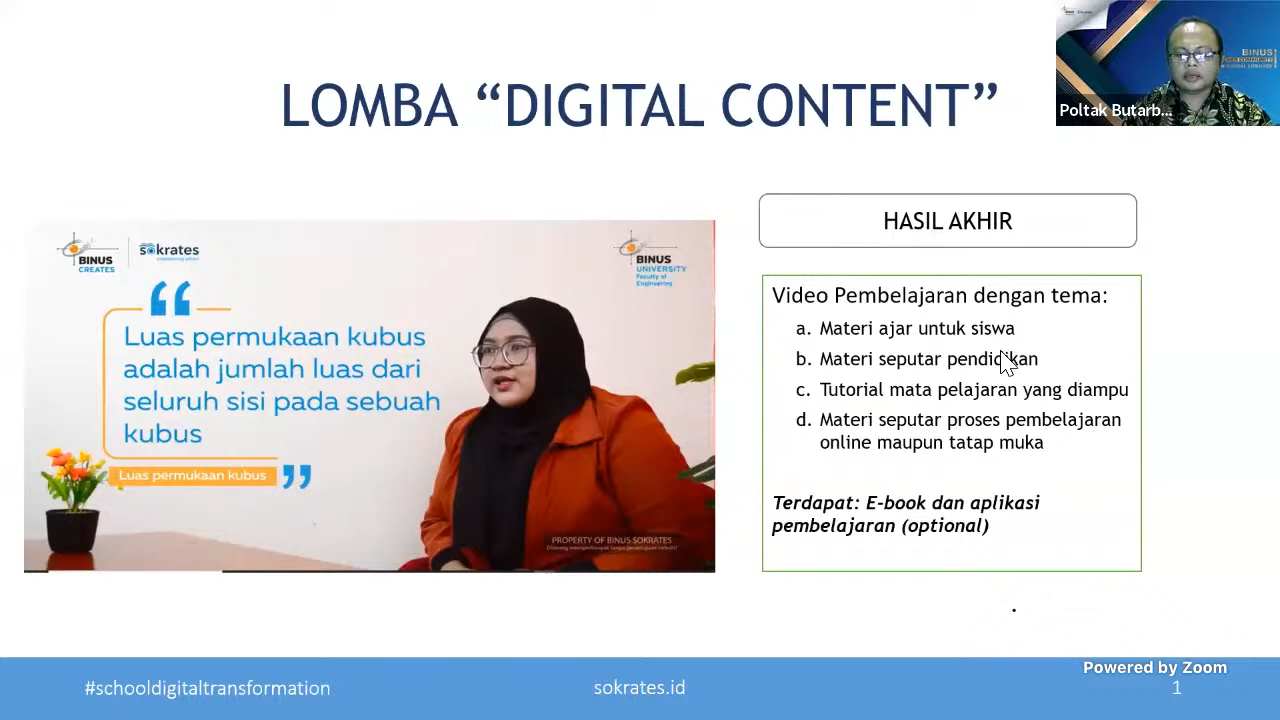 LOMBA “DIGITAL CONTENT”
BINUS
Poltak Butarb...
BINUS
CREATES
sokrates
BINUS
UNIVERSITY
Faculty of
Engineering
Luas permukaan kubus
adalah jumlah luas dari
seluruh sisi pada sebuah
kubus
Luas permukaan kubus
PROPERTY OF BINUS SOKRATES
HASIL AKHIR
Video Pembelajaran dengan tema:
a. Materi ajar untuk siswa
b. Materi seputar pendidikan
c. Tutorial mata pelajaran yang diampu
d. Materi seputar proses pembelajaran
online maupun tatap muka
Terdapat: E-book dan aplikasi
pembelajaran (optional)
#schooldigitaltransformation
sokrates.id
Powered by Zoom
1